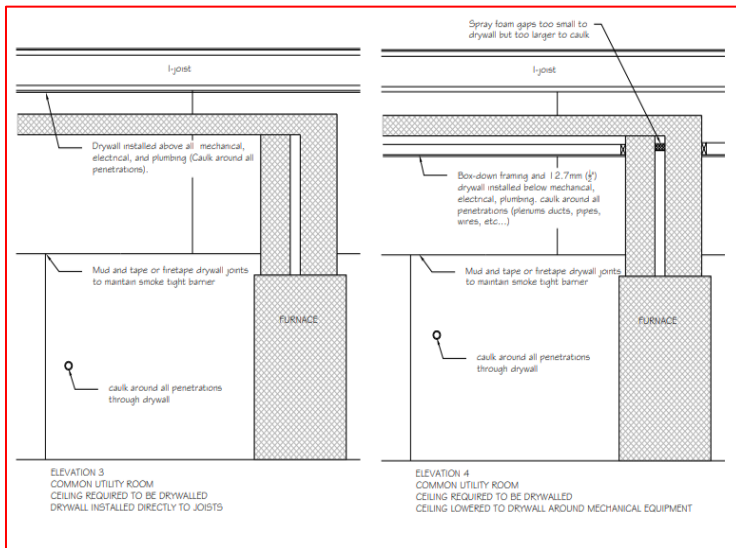 I-joist
Drywall installed above all mechanical,
electrical, and plumbing (Caulk around all
penetrations).
Mud and tape or firetape drywall joints
to maintain smoke tight barrier
FURNACE
caulk around all penetrations
through drywall
ELEVATION 3
COMMON UTILITY ROOM
CEILING REQUIRED TO BE DRYWALLED
DRYWALL INSTALLED DIRECTLY TO JOISTS
Spray foam gaps too small to
drywall but too larger to caulk
I-joist
Box-down framing and 12.7mm (½")
drywall installed below mechanical,
electrical, plumbing. caulk around all
penetrations (plenums ducts, pipes,
wires, etc...)
Mud and tape or firetape drywall joints
to maintain smoke tight barrier
FURNACE
caulk around all penetrations
through drywall
ELEVATION 4
COMMON UTILITY ROOM
CEILING REQUIRED TO BE DRYWALLED
CEILING LOWERED TO DRYWALL AROUND MECHANICAL EQUIPMENT